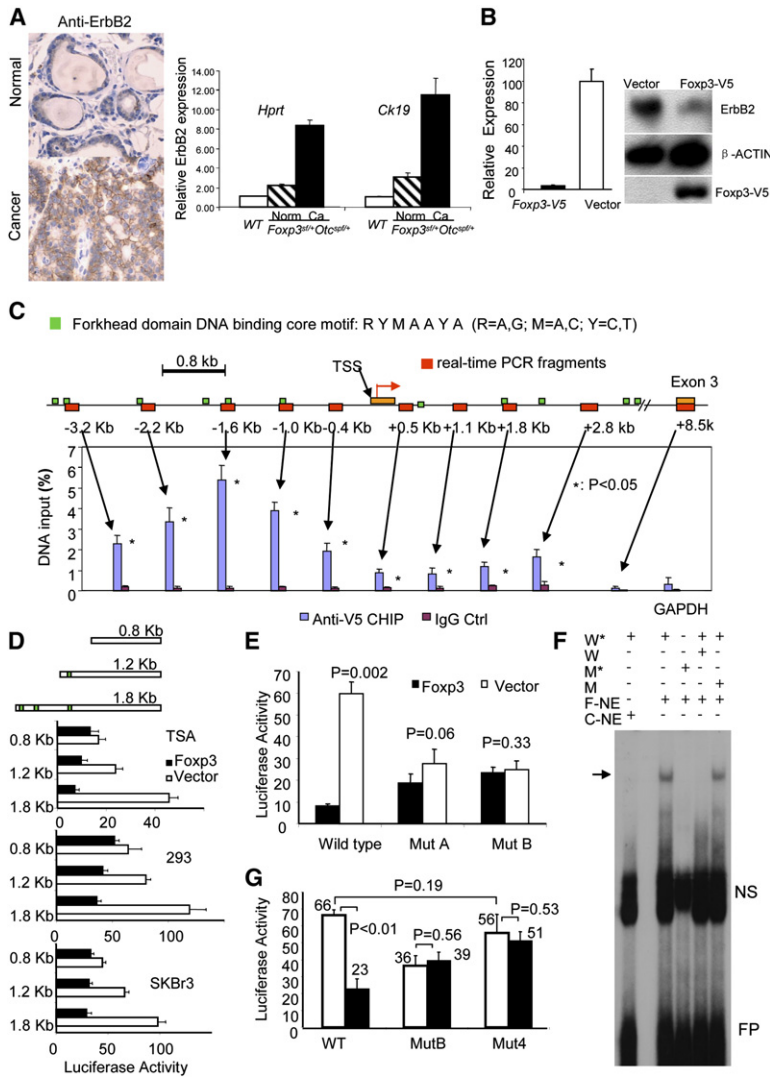 A
Anti-ErbB2
Normal
Cancer
Relative ErbB2 expression
14.00
12.00
10.00
8.00
6.00
4.00
2.00
0.00
Hprt
Ck19
WT Norm Ca WT Norm Ca
Foxp3sf/+Otcspf/+ Foxp3sf/+Otcspf/+
B
Relative Expression
120
100
80
60
40
20
0
Foxp3-V5 Vector
Vector Foxp3-V5
ErbB2
β-ACTIN
Foxp3-V5
C
Forkhead domain DNA binding core motif: R Y M A A Y A (R=A,G; M=A,C; Y=C,T)
0.8 kb
TSS
real-time PCR fragments
Exon 3
-3.2 Kb -2.2 Kb -1.6 Kb -1.0 Kb -0.4 Kb +0.5 Kb +1.1 Kb +1.8 Kb +2.8 kb +8.5k
DNA input (%)
7
6
5
4
3
2
1
0
* * * * * * * * *
*: P<0.05
GAPDH
Anti-V5 CHIP IgG Ctrl
D
0.8 Kb
1.2 Kb
1.8 Kb
TSA
Foxp3
Vector
0.8 Kb
1.2 Kb
1.8 Kb
0 20 40
293
0.8 Kb
1.2 Kb
1.8 Kb
0 50 100
SKBr3
0.8 Kb
1.2 Kb
1.8 Kb
0 50 100
Luciferase Activity
E
Luciferase Acitivity
70
60
50
40
30
20
10
0
P=0.002
Foxp3 Vector
P=0.06
P=0.33
Wild type Mut A Mut B
F
W* + + - + +
W - - - + -
M* - - + - -
M - - - - +
F-NE - + + + +
C-NE + - - - -
NS
FP
G
Luciferase Activity
80
70
60
50
40
30
20
10
0
P=0.19
66
P<0.01
23
36
P=0.56
39
56
P=0.53
51
WT MutB Mut4